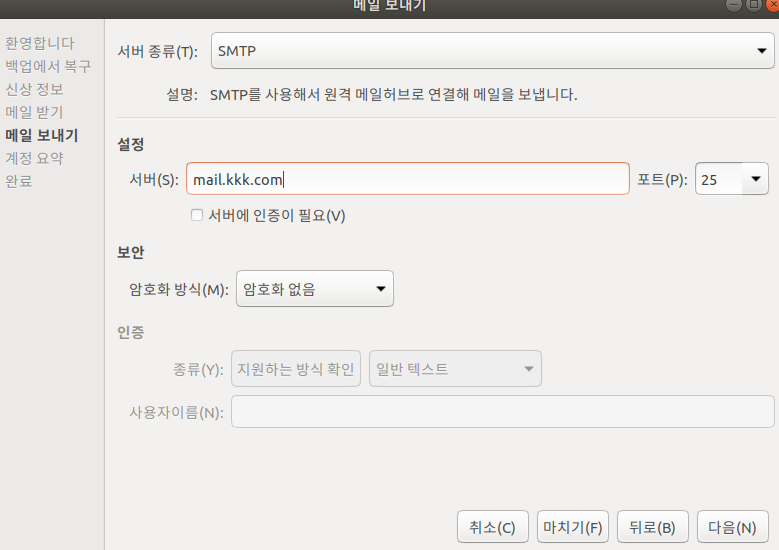 메일 보내기
환영합니다
백업에서 복구
신상 정보
메일 받기
메일 보내기
계정 요약
완료
서버 종류(T): SMTP
설명: SMTP를 사용해서 원격 메일허브로 연결해 메일을 보냅니다.
설정
서버(S): mail.kkk.com 포트(P): 25
서버에 인증이 필요(V)
보안
암호화 방식(M): 암호화 없음
인증
종류(Y): 지원하는 방식 확인 일반 텍스트
사용자이름(N):
취소(C) 마치기(F) 뒤로(B) 다음(N)